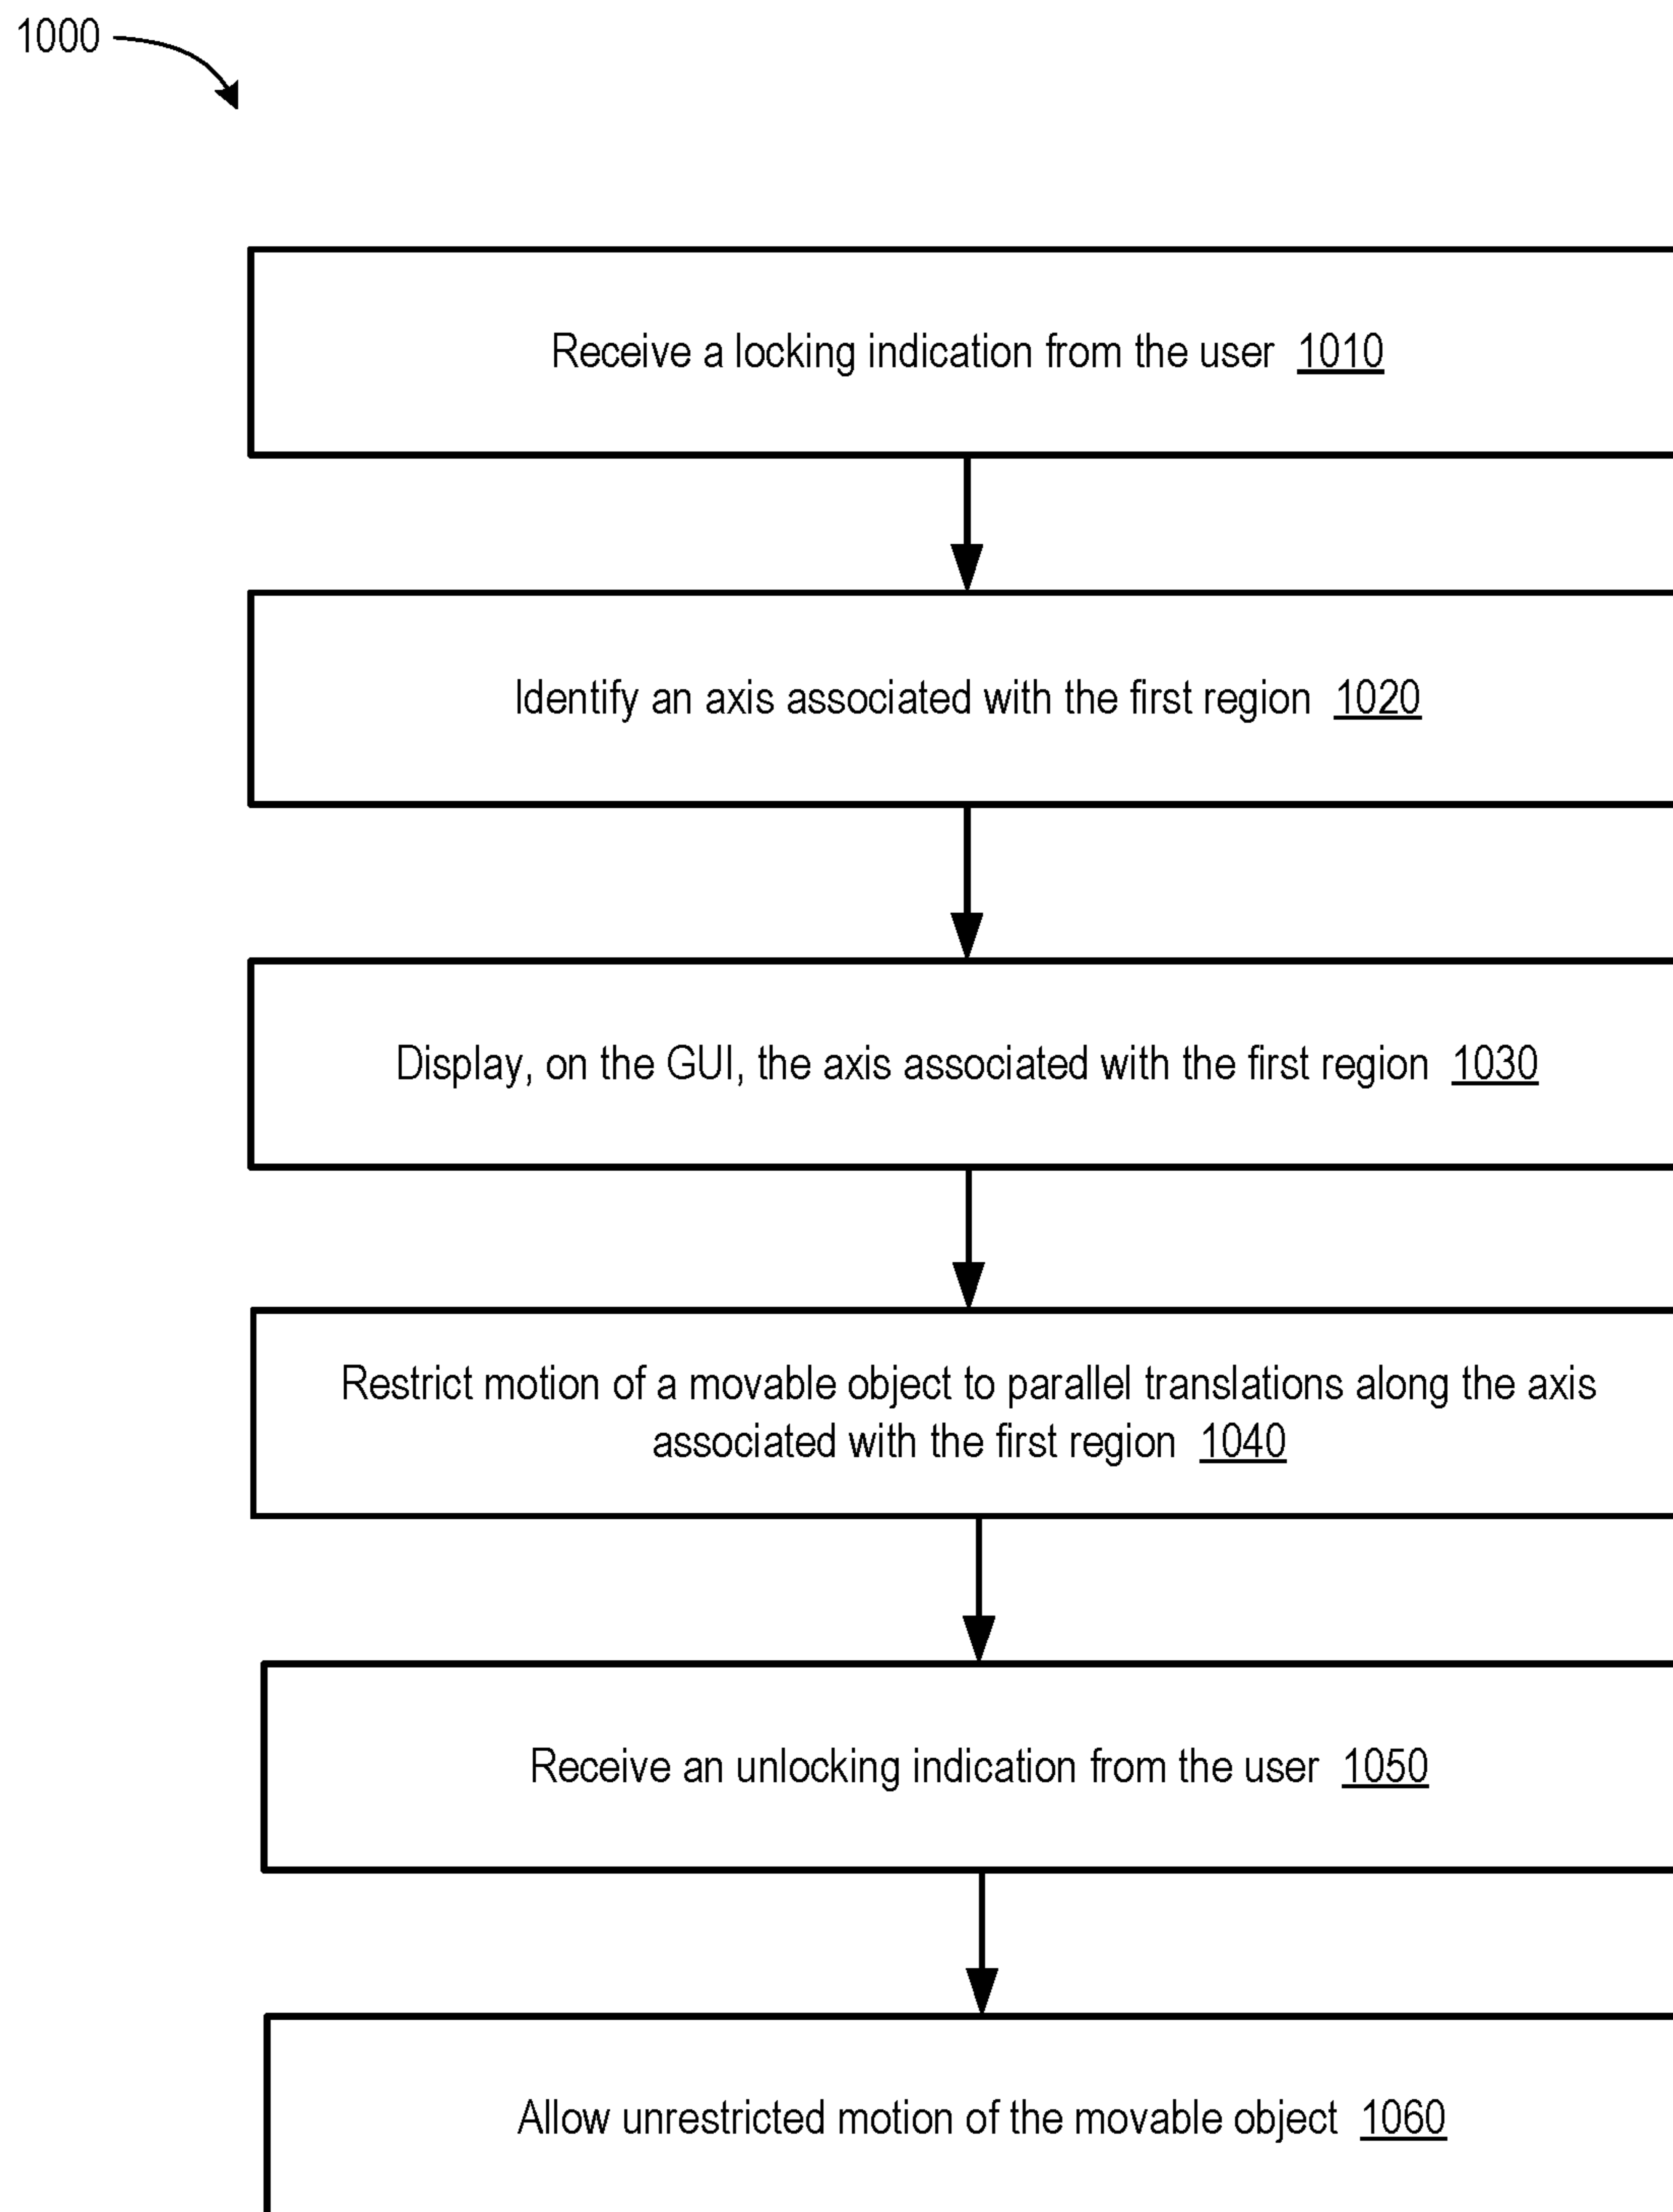 1000
Receive a locking indication from the user 1010
Identify an axis associated with the first region 1020
Display, on the GUI, the axis associated with the first region 1030
Restrict motion of a movable object to parallel translations along the axis
associated with the first region 1040
Receive an unlocking indication from the user 1050
Allow unrestricted motion of the movable object 1060